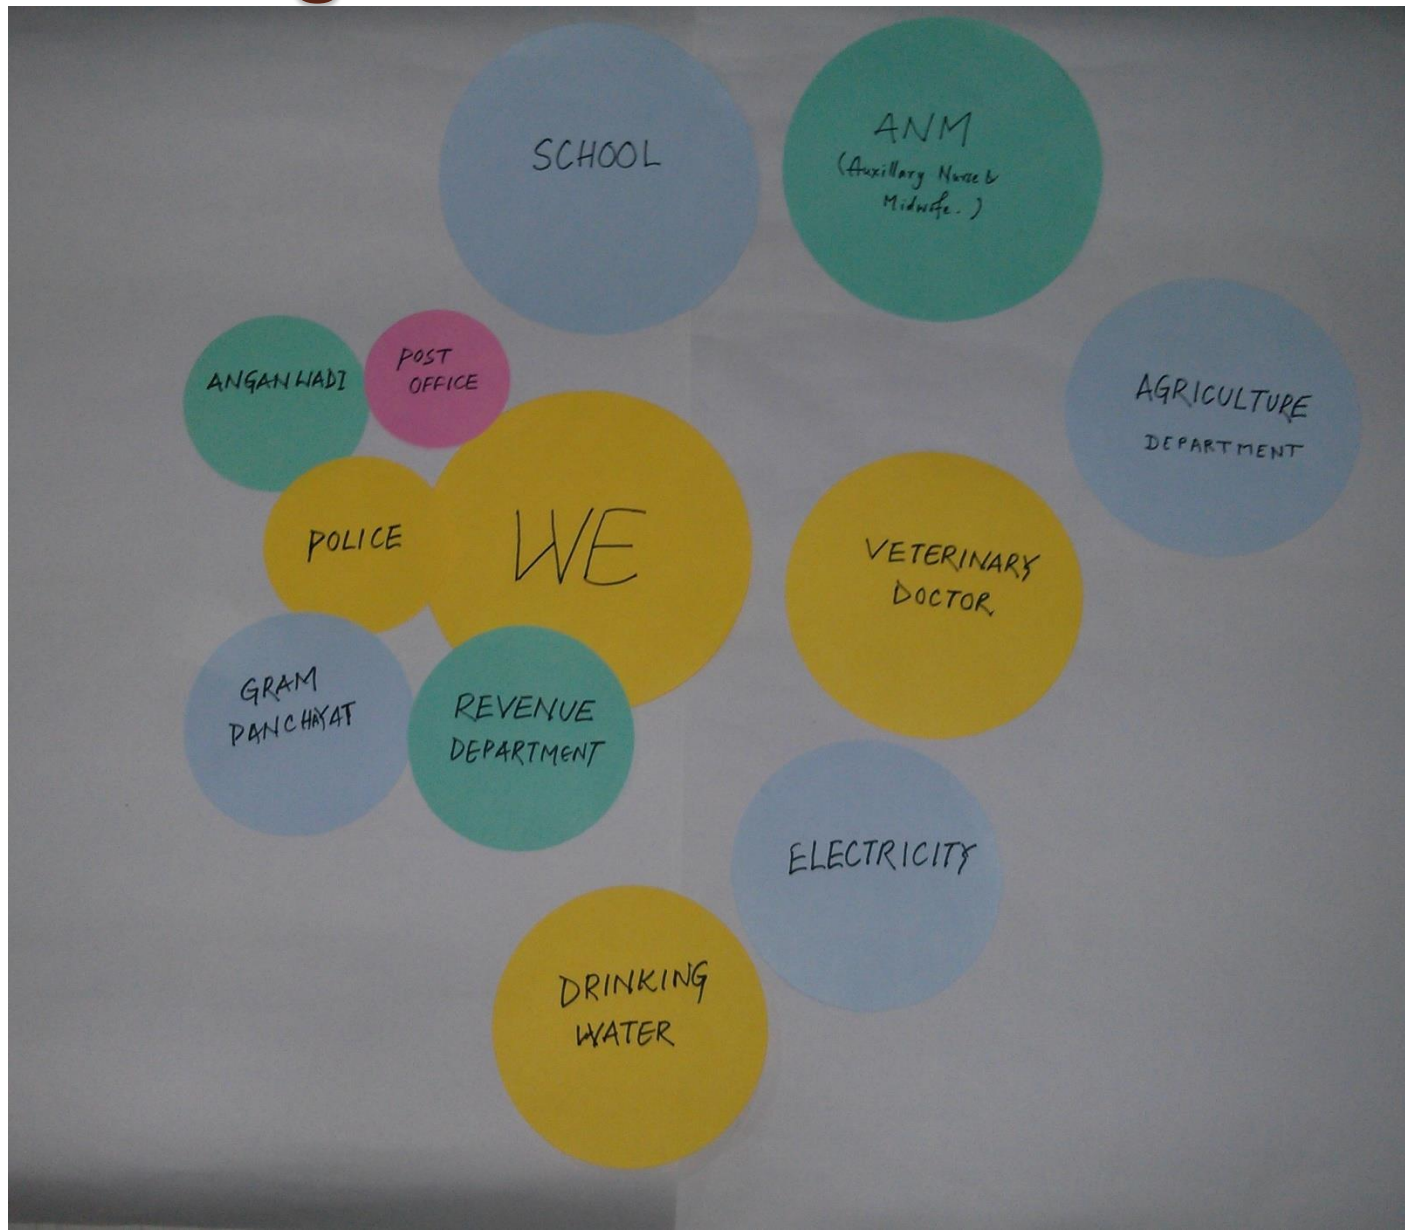 SCHOOL
ANM
(Auxillary Nurse &
Midwife.)
AGRICULTURE
DEPARTMENT
ANGANWADI
POST
OFFICE
POLICE
WE
VETERINARY
DOCTOR
GRAM
PANCHAYAT
REVENUE
DEPARTMENT
ELECTRICITY
DRINKING
WATER